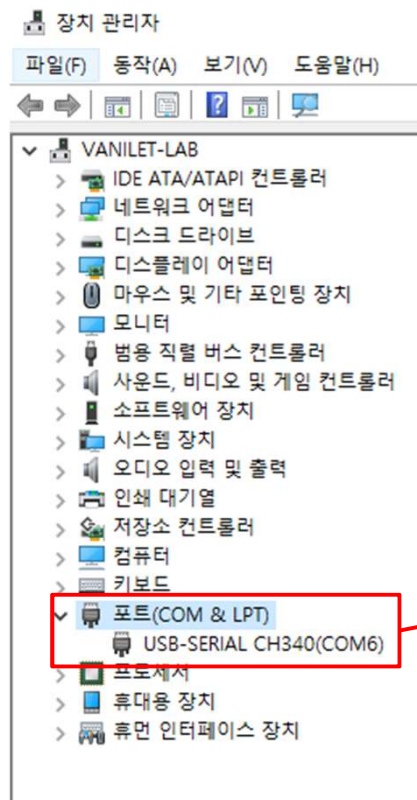 장치 관리자
파일(F) 동작(A) 보기(V) 도움말(H)
VANILET-LAB
IDE ATA/ATAPI 컨트롤러
네트워크 어댑터
디스크 드라이브
디스플레이 어댑터
마우스 및 기타 포인팅 장치
모니터
범용 직렬 버스 컨트롤러
사운드, 비디오 및 게임 컨트롤러
소프트웨어 장치
시스템 장치
오디오 입력 및 출력
인쇄 대기열
저장소 컨트롤러
컴퓨터
키보드
포트(COM & LPT)
USB-SERIAL CH340(COM6)
프로세서
휴대용 장치
휴먼 인터페이스 장치